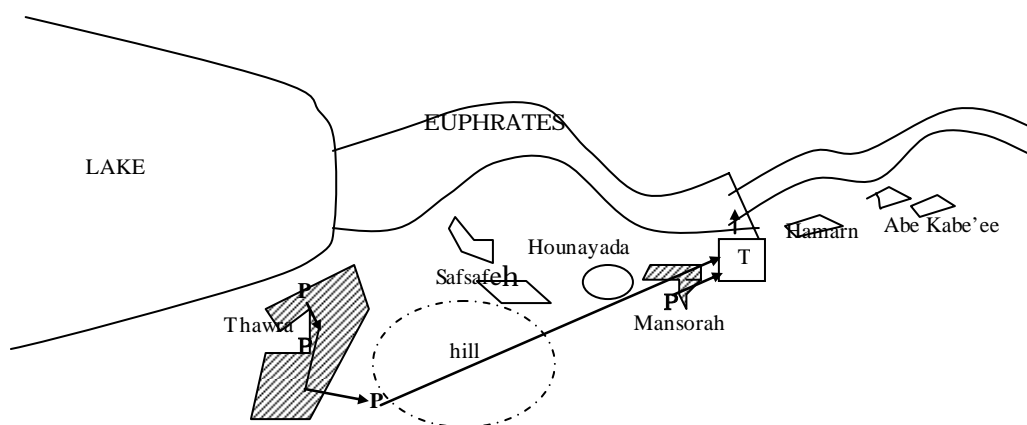 EUPHRATES
LAKE
Hamarn
Abe Kabe'ee
Hounayada
T
Safsafeh
P
P
Thawra
Mansorah
P
hill
P